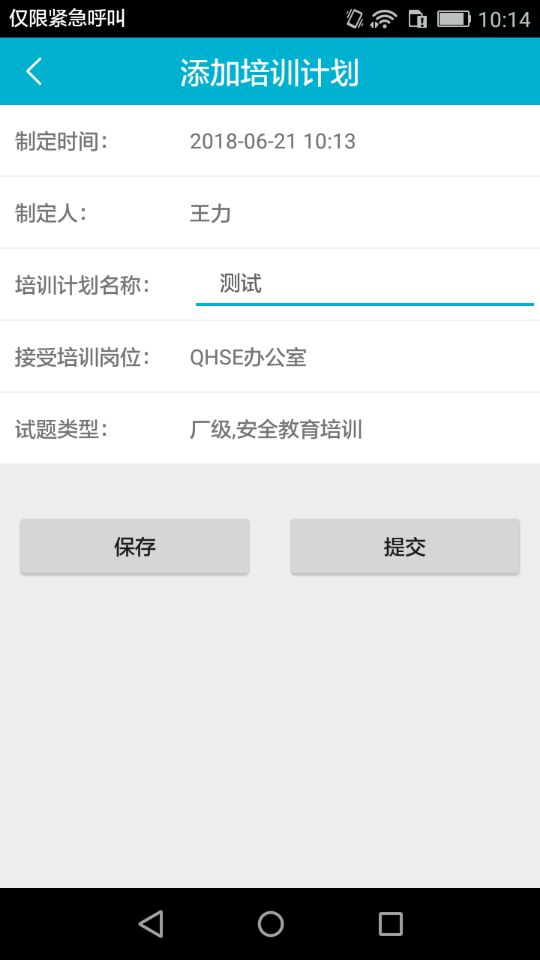 仅限紧急呼叫 10:14
添加培训计划
制定时间： 2018-06-21 10:13
制定人： 王力
培训计划名称： 测试
接受培训岗位： QHSE办公室
试题类型： 厂级,安全教育培训
保存 提交